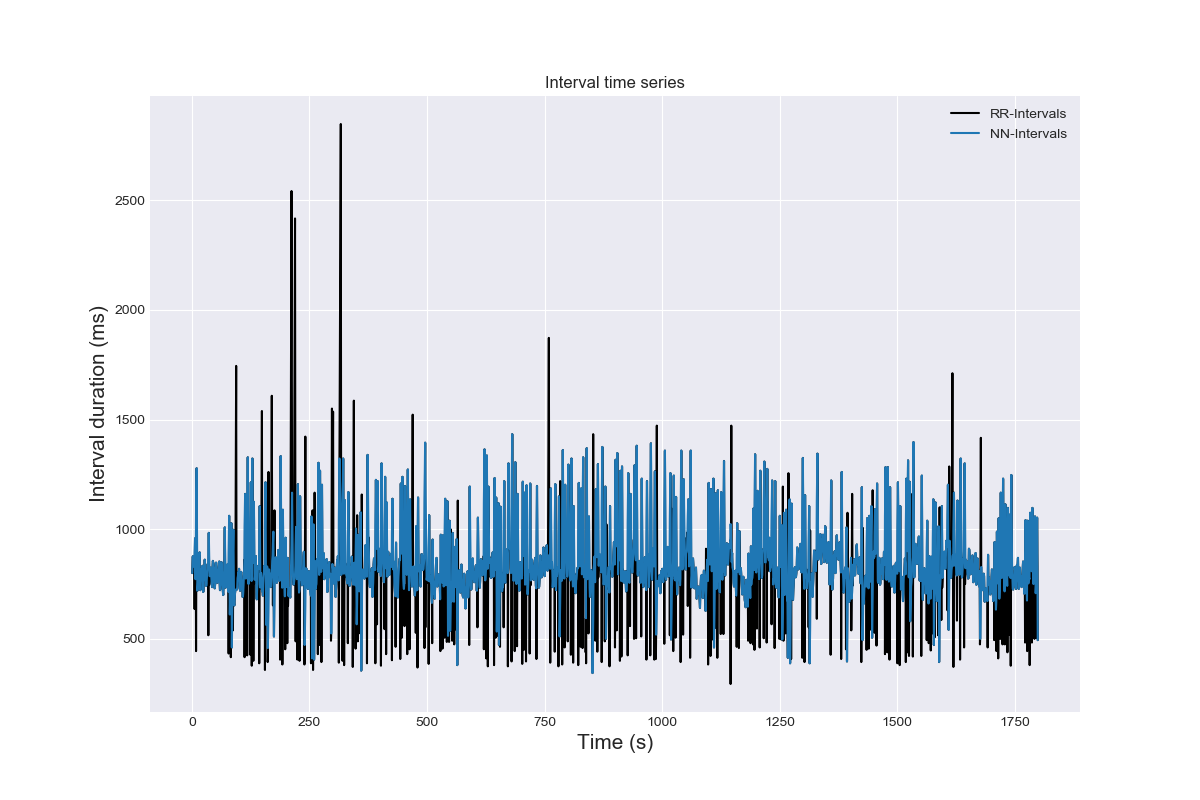 Interval time series
RR-Intervals
NN-Intervals
Interval duration (ms)
2500
2000
1500
1000
500
0
250
500
750
1000
1250
1500
1750
Time (s)